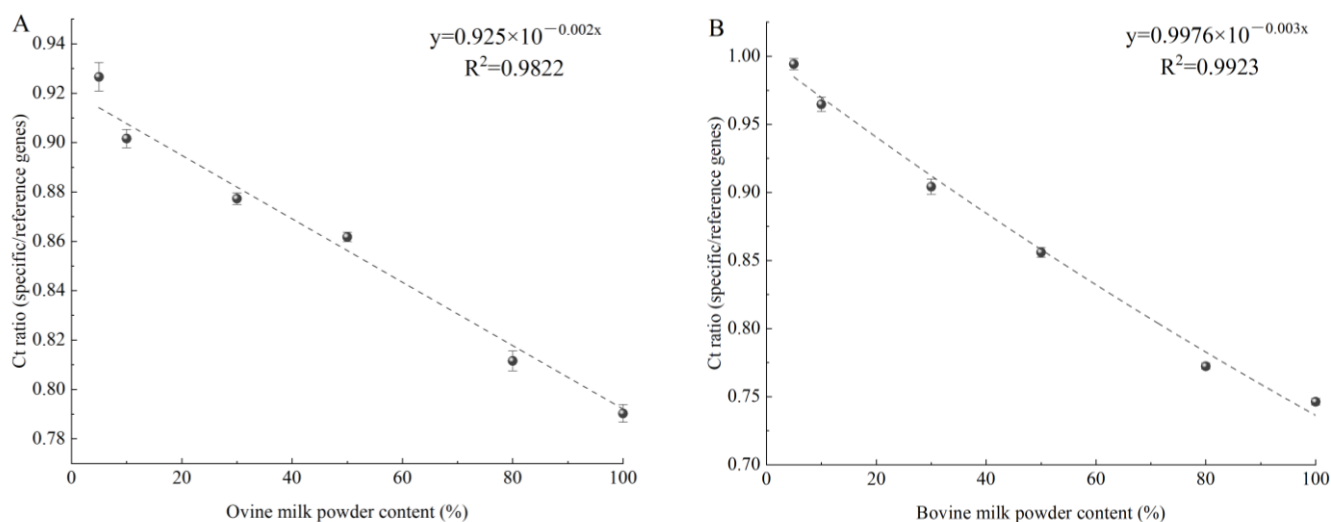 A
y=0.925×10⁻⁰·⁰⁰²ˣ
R²=0.9822
0.94
0.92
0.90
0.88
0.86
0.84
0.82
0.80
0.78
Ct ratio (specific/reference genes)
0 20 40 60 80 100
Ovine milk powder content (%)
B
y=0.9976×10⁻⁰·⁰⁰³ˣ
R²=0.9923
1.00
0.95
0.90
0.85
0.80
0.75
0.70
Ct ratio (specific/reference genes)
0 20 40 60 80 100
Bovine milk powder content (%)